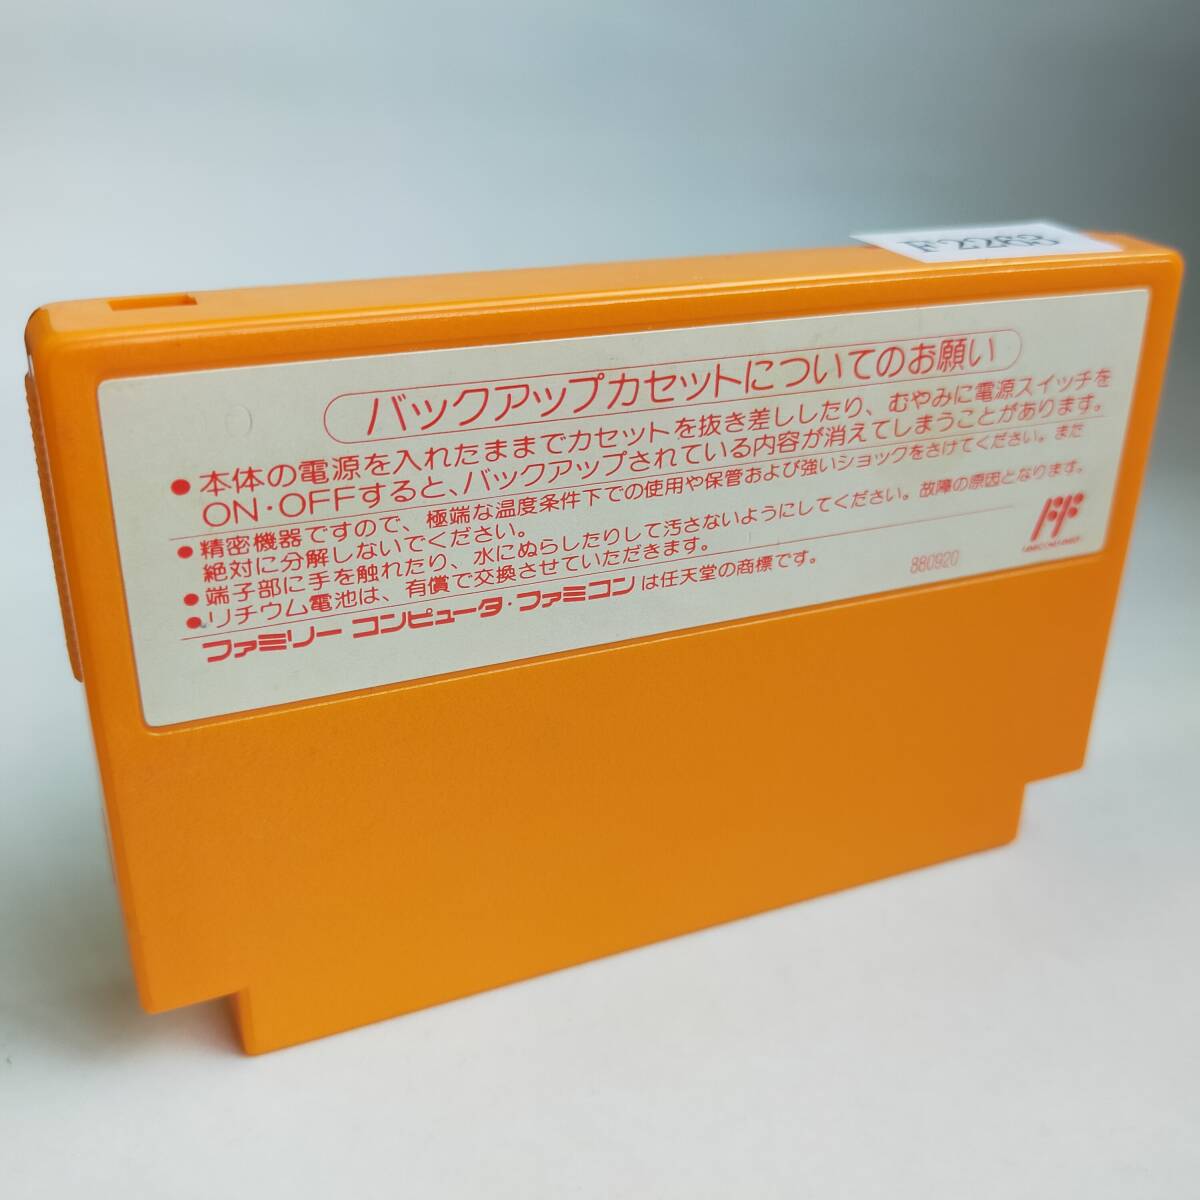 F2263
バックアップカセットについてのお願い
●本体の電源を入れたままでカセットを抜き差ししたり、むやみに電源スイッチを
ON・OFFすると、バックアップされている内容が消えてしまうことがあります。
●精密機器ですので、極端な温度条件下での使用や保管および強いショックをさけてください。また
絶対に分解しないでください。
●端子部に手を触れたり、水にぬらしたりして汚さないようにしてください。故障の原因となります。
●リチウム電池は、有償で交換させていただきます。
ファミリーコンピュータ・ファミコンは任天堂の商標です。
880920